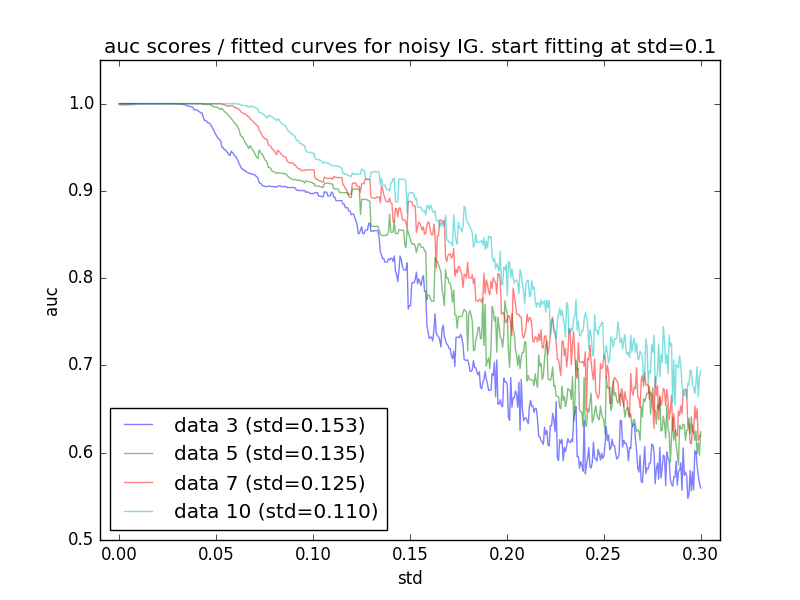 auc scores / fitted curves for noisy IG. start fitting at std=0.1
1.0
0.9
0.8
0.7
0.6
0.5
auc
data 3 (std=0.153)
data 5 (std=0.135)
data 7 (std=0.125)
data 10 (std=0.110)
0.00 0.05 0.10 0.15 0.20 0.25 0.30
std